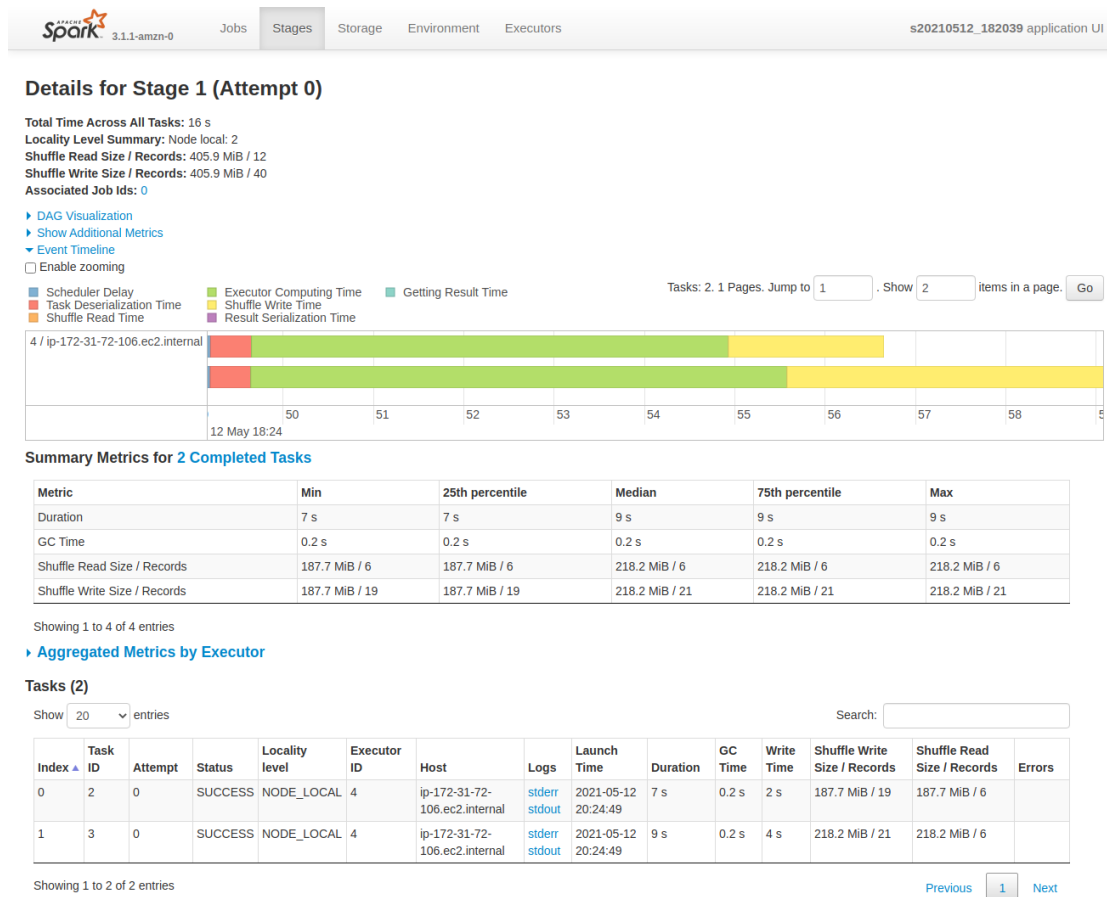 APACHE Spark 3.1.1-amzn-0 Jobs Stages Storage Environment Executors s20210512_182039 application UI
Details for Stage 1 (Attempt 0)
Total Time Across All Tasks: 16 s
Locality Level Summary: Node local: 2
Shuffle Read Size / Records: 405.9 MiB / 12
Shuffle Write Size / Records: 405.9 MiB / 40
Associated Job Ids: 0
DAG Visualization
Show Additional Metrics
Event Timeline
Enable zooming
Tasks: 2. 1 Pages. Jump to 1 . Show 2 items in a page. Go
Scheduler Delay Executor Computing Time Getting Result Time
Task Deserialization Time Shuffle Write Time
Shuffle Read Time Result Serialization Time
4 / ip-172-31-72-106.ec2.internal
50 51 52 53 54 55 56 57 58
12 May 18:24
Summary Metrics for 2 Completed Tasks
Metric Min 25th percentile Median 75th percentile Max
Duration 7 s 7 s 9 s 9 s 9 s
GC Time 0.2 s 0.2 s 0.2 s 0.2 s 0.2 s
Shuffle Read Size / Records 187.7 MiB / 6 187.7 MiB / 6 218.2 MiB / 6 218.2 MiB / 6 218.2 MiB / 6
Shuffle Write Size / Records 187.7 MiB / 19 187.7 MiB / 19 218.2 MiB / 21 218.2 MiB / 21 218.2 MiB / 21
Showing 1 to 4 of 4 entries
Aggregated Metrics by Executor
Tasks (2)
Show 20 entries Search:
Index Task ID Attempt Status Locality level Executor ID Host Logs Launch Time Duration GC Time Write Time Shuffle Write Size / Records Shuffle Read Size / Records Errors
0 2 0 SUCCESS NODE_LOCAL 4 ip-172-31-72- stderr 2021-05-12 7 s 0.2 s 2 s 187.7 MiB / 19 187.7 MiB / 6
106.ec2.internal stdout 20:24:49
1 3 0 SUCCESS NODE_LOCAL 4 ip-172-31-72- stderr 2021-05-12 9 s 0.2 s 4 s 218.2 MiB / 21 218.2 MiB / 6
106.ec2.internal stdout 20:24:49
Showing 1 to 2 of 2 entries Previous 1 Next